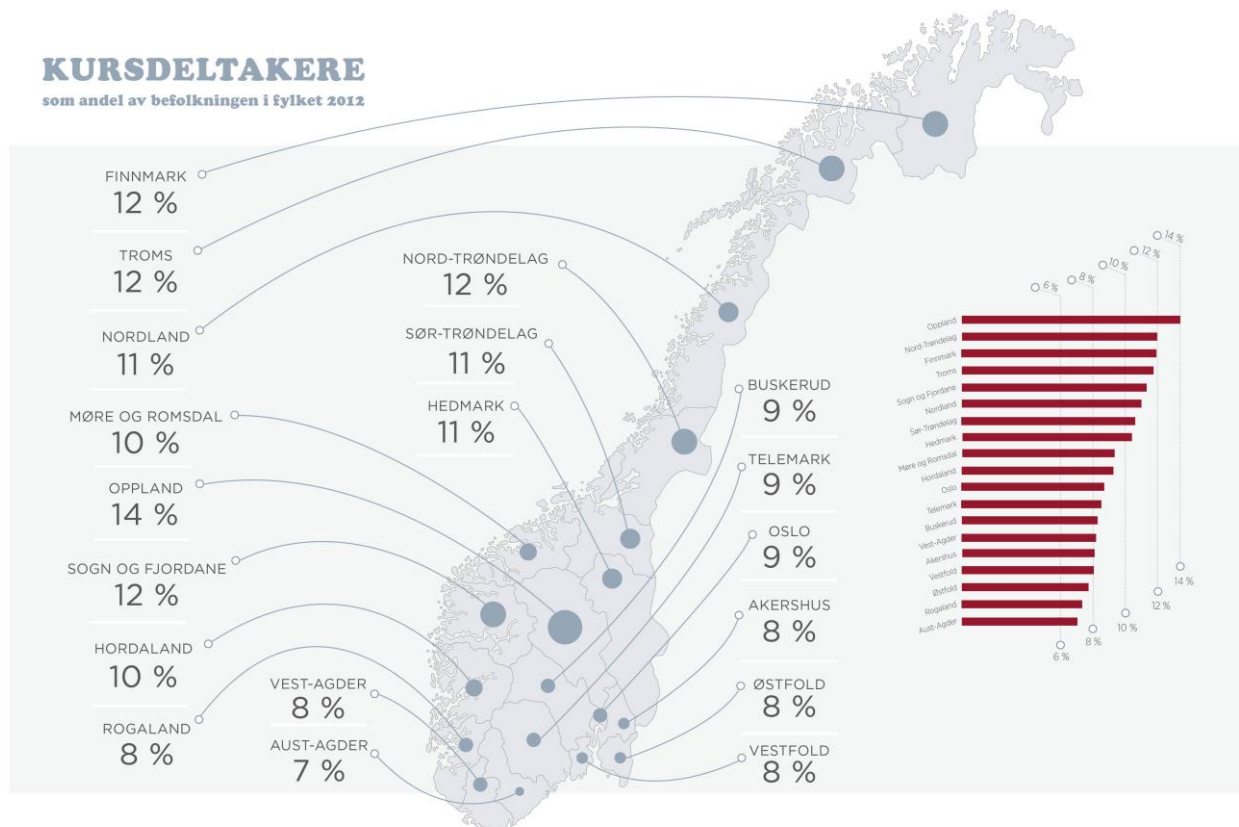 KURSDELTAKERE
som andel av befolkningen i fylket 2012
FINNMARK
12 %
TROMS
12 %
NORDLAND
11 %
MØRE OG ROMSDAL
10 %
OPPLAND
14 %
SOGN OG FJORDANE
12 %
HORDALAND
10 %
ROGALAND
8 %
VEST-AGDER
8 %
AUST-AGDER
7 %
NORD-TRØNDELAG
12 %
SØR-TRØNDELAG
11 %
HEDMARK
11 %
BUSKERUD
9 %
TELEMARK
9 %
OSLO
9 %
AKERSHUS
8 %
ØSTFOLD
8 %
VESTFOLD
8 %
6 %
8 %
10 %
12 %
14 %
Oppland
Nord-Trøndelag
Finnmark
Troms
Sogn og Fjordane
Nordland
Sør-Trøndelag
Hedmark
Møre og Romsdal
Hordaland
Oslo
Telemark
Buskerud
Vest-Agder
Akershus
Vestfold
Østfold
Rogaland
Aust-Agder
6 %
8 %
10 %
12 %
14 %